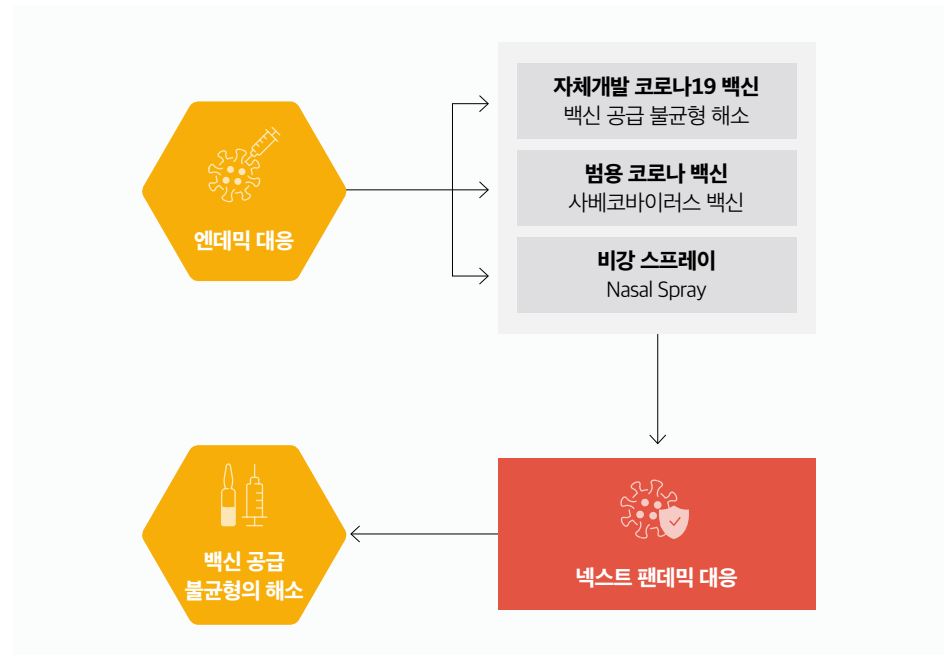 엔데믹 대응
자체개발 코로나19 백신
백신 공급 불균형 해소
범용 코로나 백신
사베코바이러스 백신
비강 스프레이
Nasal Spray
넥스트 팬데믹 대응
백신 공급
불균형의 해소